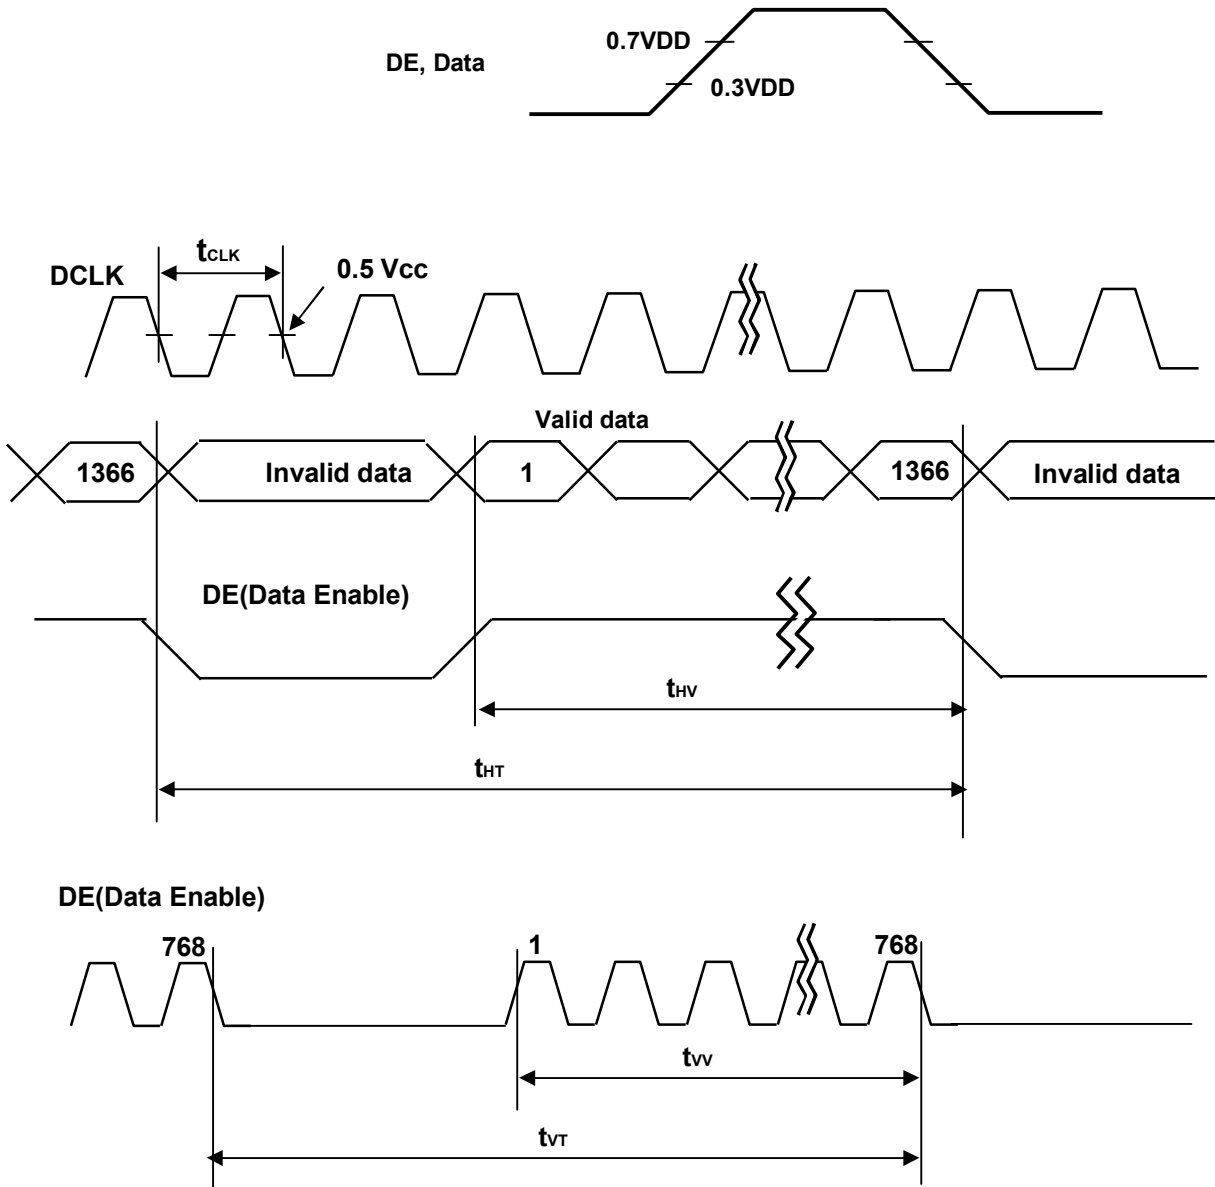 0.7VDD
DE, Data
0.3VDD
tCLK
DCLK
0.5 Vcc
Valid data
1366
Invalid data
1
1366
Invalid data
DE(Data Enable)
tHV
tHT
DE(Data Enable)
768
1
768
tVV
tVT